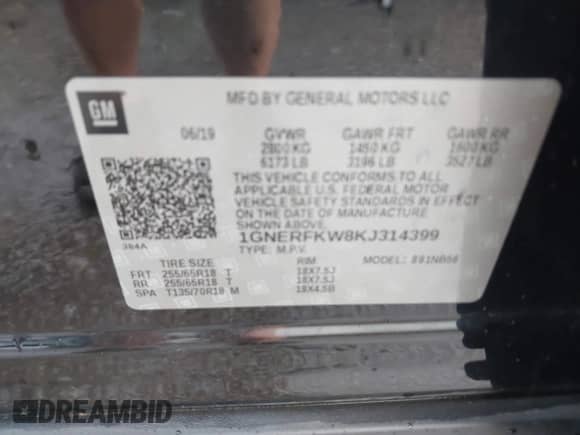 GM
MFD BY GENERAL MOTORS LLC
06/19 GVWR GAWR FRT GAWR RR
2800 KG 1450 KG 1600 KG
6173 LB 3196 LB 3527 LB
THIS VEHICLE CONFORMS TO ALL
APPLICABLE U.S. FEDERAL MOTOR
VEHICLE SAFETY STANDARDS IN EFFECT
ON THE DATE OF MANUFACTURE
SHOWN ABOVE.
1GNERFKW8KJ314399
TYPE: M.P.V. MODEL:
TIRE SIZE RIM
FRT: 255/65R18 T 18X7.5J
RR: 255/65R18 T 18X7.5J
SPA T135/70R18 M 18X4.5B
DREAMBID